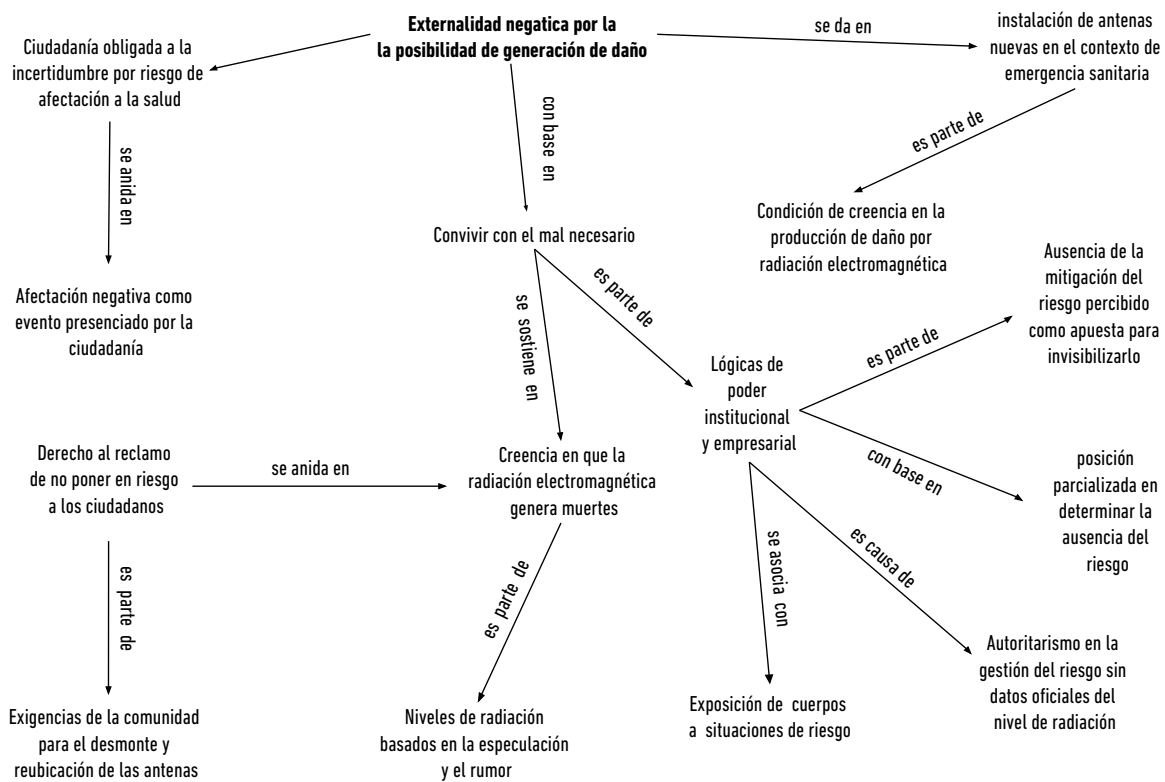 Externalidad negatica por la
la posibilidad de generación de daño
se da en
instalación de antenas
nuevas en el contexto de
emergencia sanitaria
Ciudadanía obligada a la
incertidumbre por riesgo de
afectación a la salud
con base en
es parte de
se anida en
Condición de creencia en la
producción de daño por
radiación electromagnética
Convivir con el mal necesario
Ausencia de la
mitigación del
riesgo percibido
como apuesta para
invisibilizarlo
Afectación negativa como
evento presenciado por la
ciudadanía
es parte de
se sostiene en
es parte de
Lógicas de
poder
institucional
y empresarial
Derecho al reclamo
de no poner en riesgo
a los ciudadanos
se anida en
Creencia en que la
radiación electromagnética
genera muertes
con base en
posición
parcializada en
determinar la
ausencia del
riesgo
es parte de
es parte de
se asocia con
es causa de
Autoritarismo en la
gestión del riesgo sin
datos oficiales del
nivel de radiación
Exigencias de la comunidad
para el desmonte y
reubicación de las antenas
Niveles de radiación
basados en la especulación
y el rumor
Exposición de cuerpos
a situaciones de riesgo